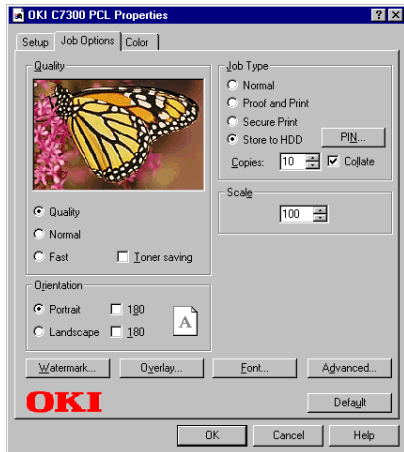 OKI C7300 PCL Properties
Setup Job Options Color
Quality
Quality
Normal
Fast Toner saving
Orientation
Portrait 180
Landscape 180
A
Job Type
Normal
Proof and Print
Secure Print
Store to HDD PIN...
Copies: 10 Collate
Scale
100
Watermark... Overlay... Font... Advanced...
OKI Default
OK Cancel Help